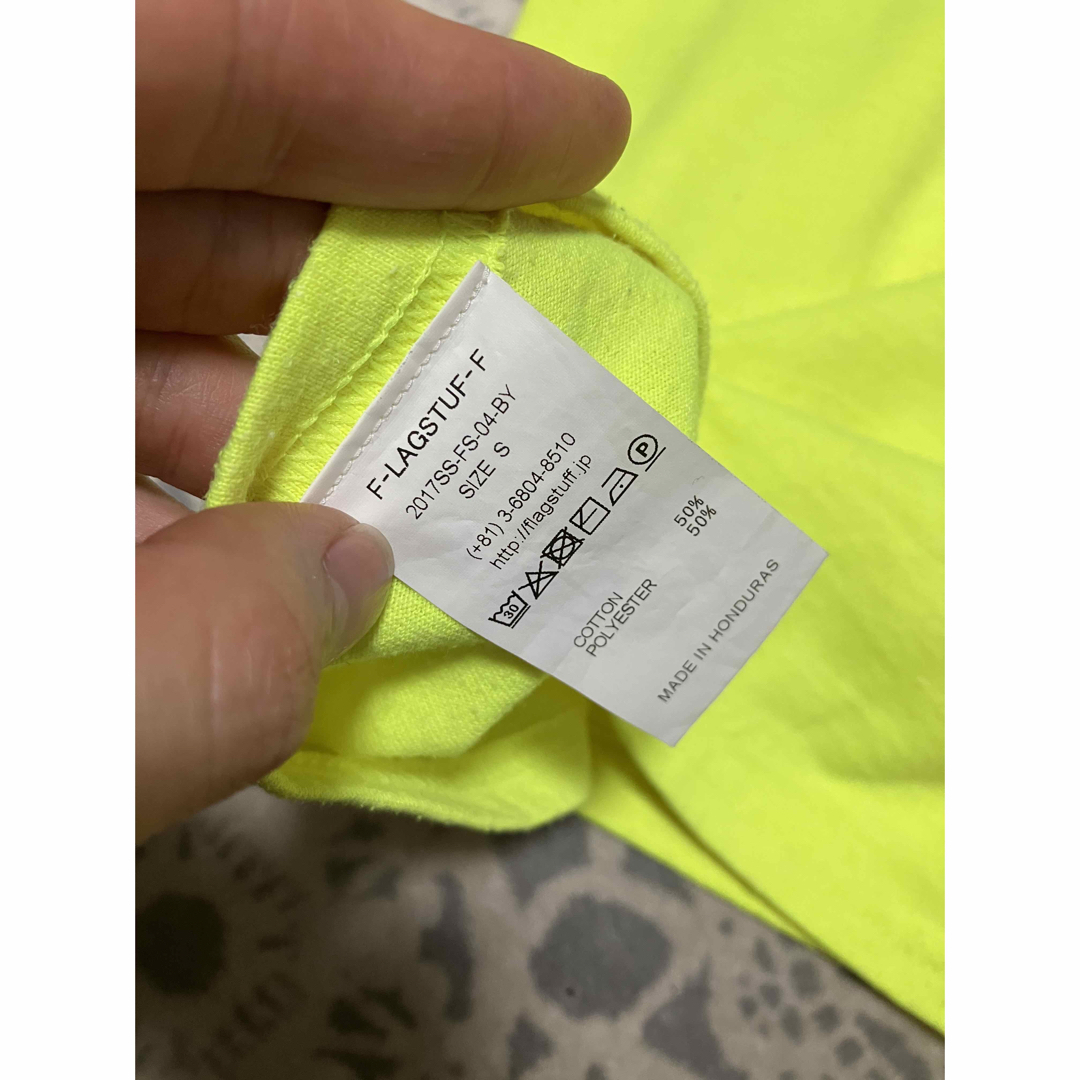 F-LAGSTUF-F
2017SS-FS-04-BY
SIZE S
(+81) 3-6804-8510
http://flagstuff.jp
30 P
COTTON 50%
POLYESTER 50%
MADE IN HONDURAS